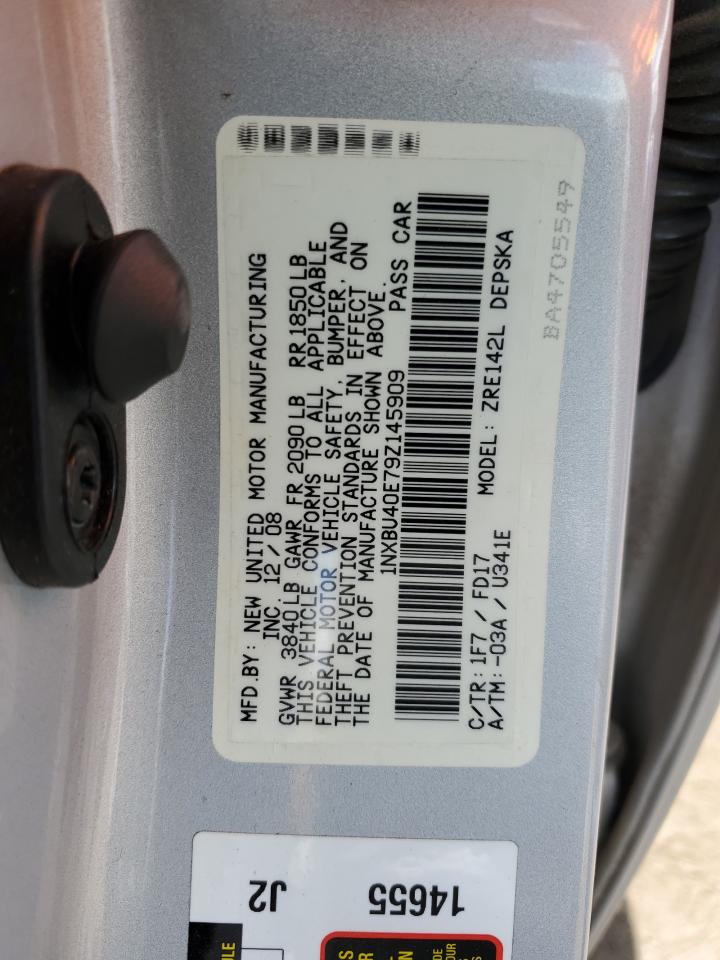 MFD.BY: NEW UNITED MOTOR MANUFACTURING
INC. 12/08
GVWR 3840LB GAWR FR 2090LB RR 1850LB
THIS VEHICLE CONFORMS TO ALL APPLICABLE
FEDERAL MOTOR VEHICLE SAFETY, BUMPER, AND
THEFT PREVENTION STANDARDS IN EFFECT ON
THE DATE OF MANUFACTURE SHOWN ABOVE.
1NXBU40E79Z145909 PASS CAR
C/TR: 1F7 / FD17 MODEL: ZRE142L DEPSKA
A/TM: -03A / U341E
BA4705549
14655
J2